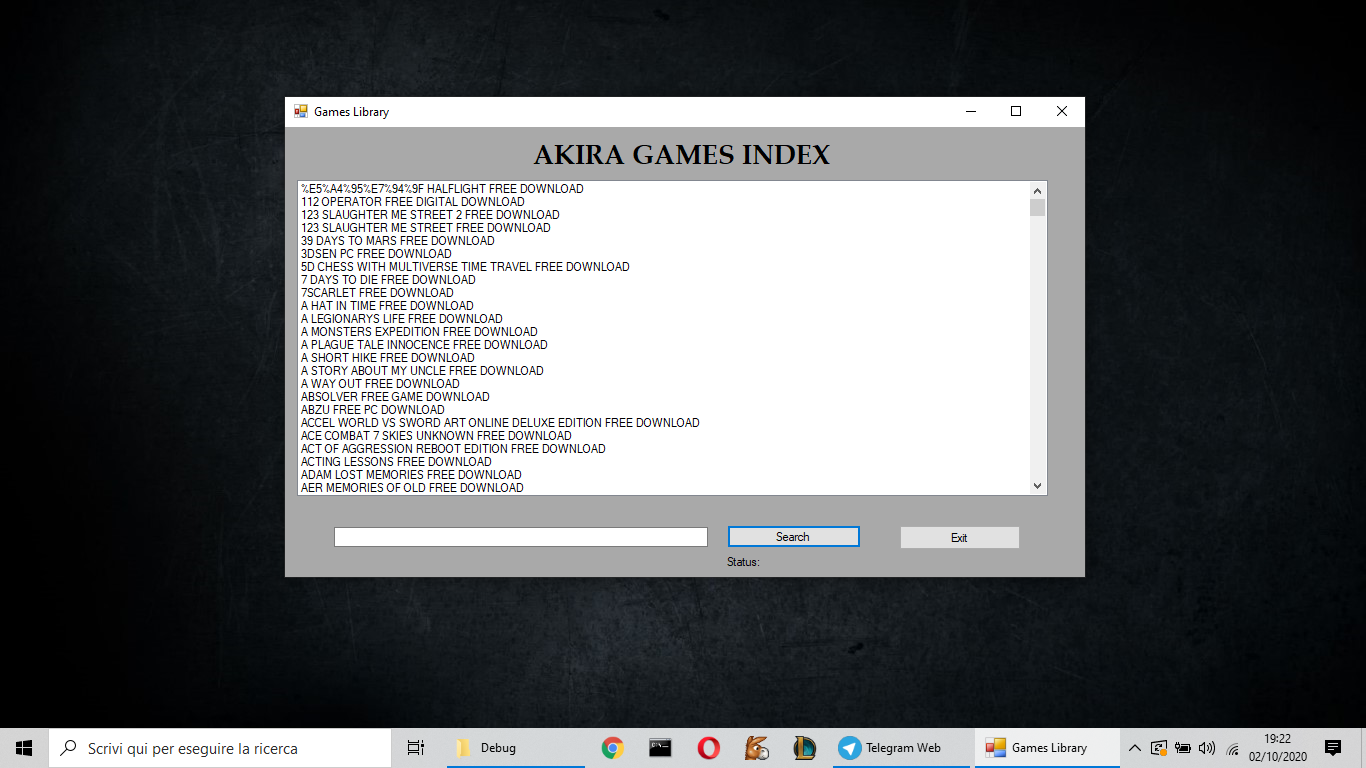 Games Library
AKIRA GAMES INDEX
%E5%A4%95%E7%94%9F HALFLIGHT FREE DOWNLOAD
112 OPERATOR FREE DIGITAL DOWNLOAD
123 SLAUGHTER ME STREET 2 FREE DOWNLOAD
123 SLAUGHTER ME STREET FREE DOWNLOAD
39 DAYS TO MARS FREE DOWNLOAD
3DSEN PC FREE DOWNLOAD
5D CHESS WITH MULTIVERSE TIME TRAVEL FREE DOWNLOAD
7 DAYS TO DIE FREE DOWNLOAD
7SCARLET FREE DOWNLOAD
A HAT IN TIME FREE DOWNLOAD
A LEGIONARYS LIFE FREE DOWNLOAD
A MONSTERS EXPEDITION FREE DOWNLOAD
A PLAGUE TALE INNOCENCE FREE DOWNLOAD
A SHORT HIKE FREE DOWNLOAD
A STORY ABOUT MY UNCLE FREE DOWNLOAD
A WAY OUT FREE DOWNLOAD
ABSOLVER FREE GAME DOWNLOAD
ABZU FREE PC DOWNLOAD
ACCEL WORLD VS SWORD ART ONLINE DELUXE EDITION FREE DOWNLOAD
ACE COMBAT 7 SKIES UNKNOWN FREE DOWNLOAD
ACT OF AGGRESSION REBOOT EDITION FREE DOWNLOAD
ACTING LESSONS FREE DOWNLOAD
ADAM LOST MEMORIES FREE DOWNLOAD
AER MEMORIES OF OLD FREE DOWNLOAD
Search
Exit
Status:
Scrivi qui per eseguire la ricerca
Debug
Telegram Web
Games Library
19:22
02/10/2020